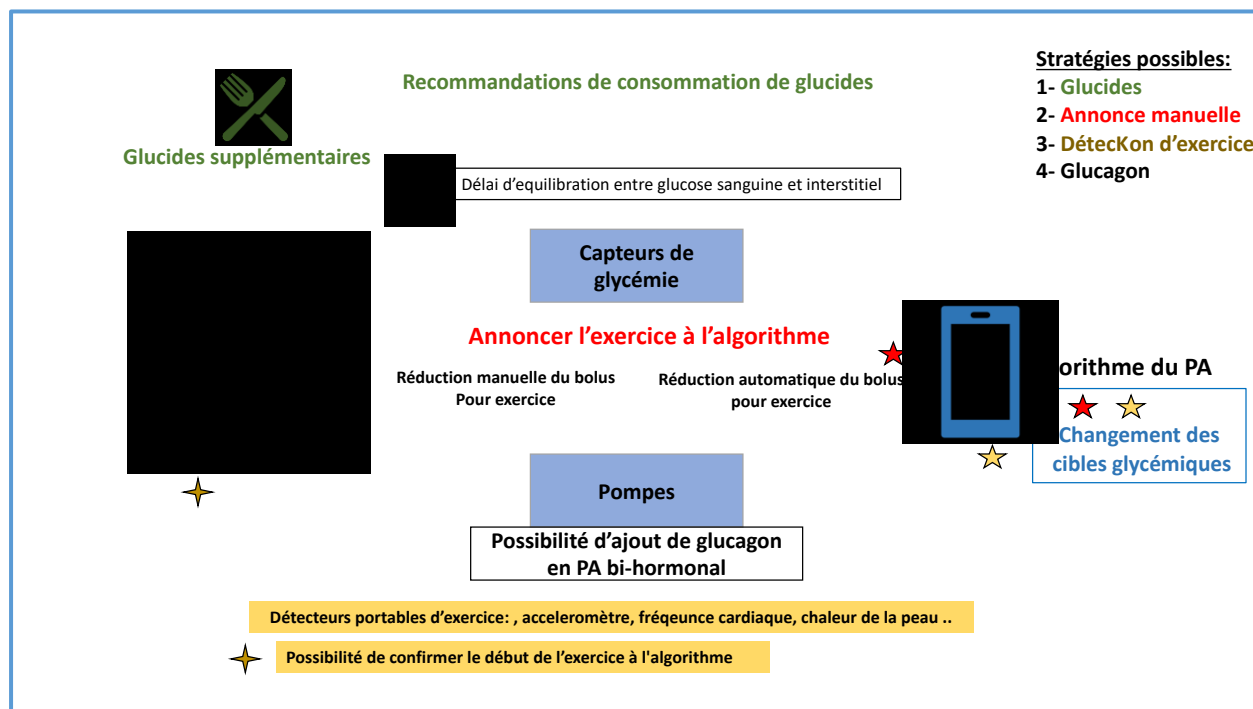 Recommandations de consommation de glucides
Stratégies possibles:
1- Glucides
2- Annonce manuelle
3- DétecKon d'exercice
4- Glucagon
Glucides supplémentaires
Délai d'equilibration entre glucose sanguine et interstitiel
Capteurs de
glycémie
Annoncer l'exercice à l'algorithme
Réduction manuelle du bolus
Pour exercice
Réduction automatique du bolus
pour exercice
orithme du PA
Changement des
cibles glycémiques
Pompes
Possibilité d'ajout de glucagon
en PA bi-hormonal
Détecteurs portables d'exercice: , acceleromètre, fréqeunce cardiaque, chaleur de la peau ..
Possibilité de confirmer le début de l'exercice à l'algorithme